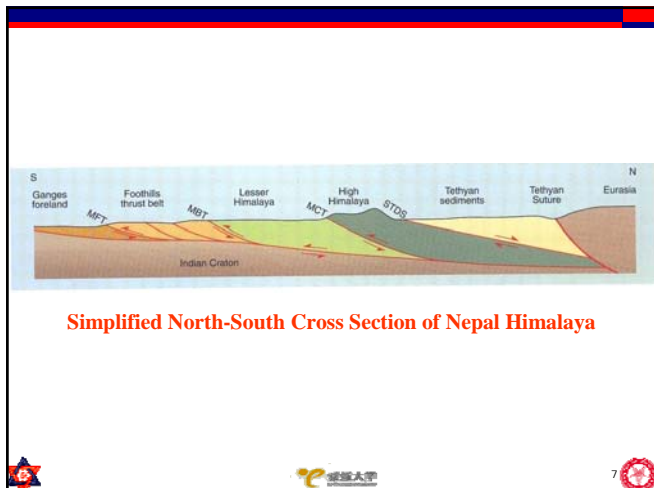 S
N
Ganges
foreland
MFT
Foothills
thrust belt
MBT
Lesser
Himalaya
MCT
High
Himalaya
STDS
Tethyan
sediments
Tethyan
Suture
Eurasia
Indian Craton
Simplified North-South Cross Section of Nepal Himalaya
7